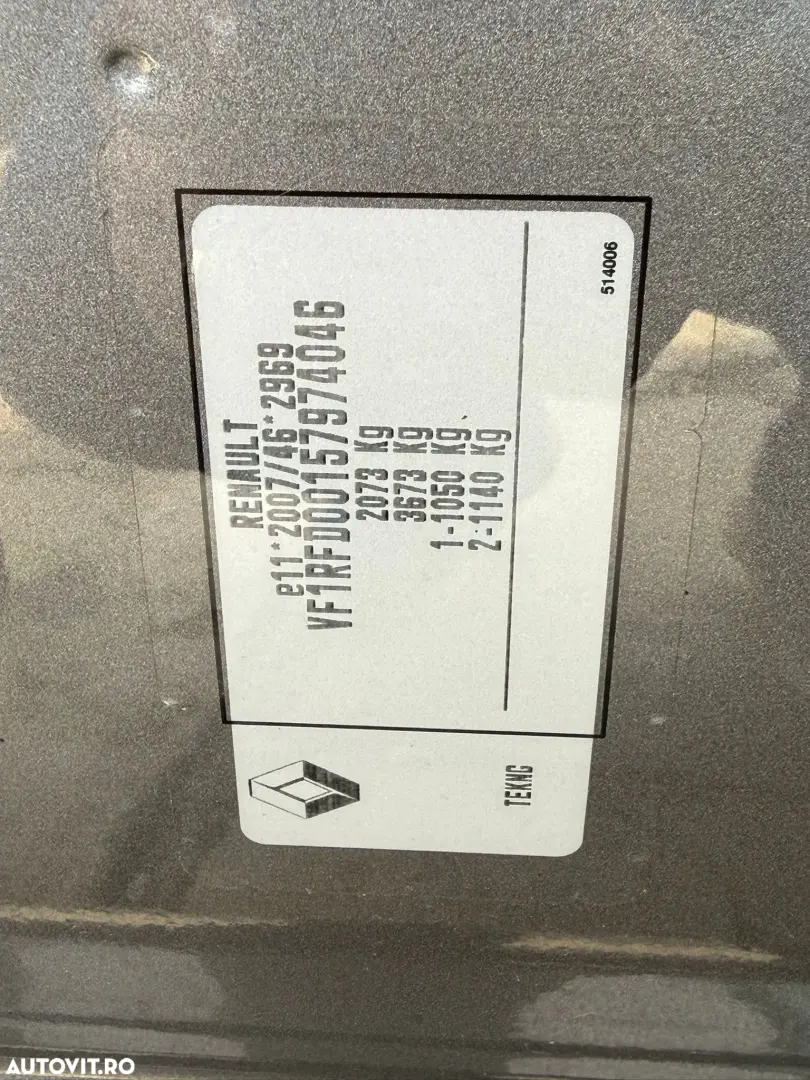 RENAULT
e11*2007/46*2969
VF1RFD00157974046
2073 Kg
3673 Kg
1-1050 Kg
2-1140 Kg
514006
TEKNG
AUTOVIT.RO